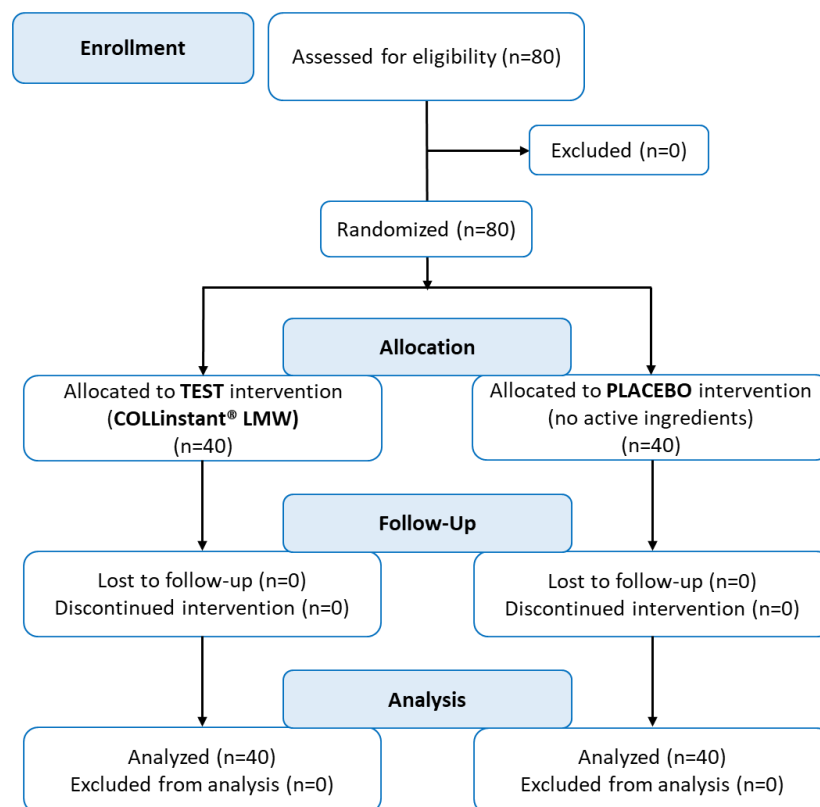 Enrollment
Assessed for eligibility (n=80)
Excluded (n=0)
Randomized (n=80)
Allocation
Allocated to TEST intervention
(COLLinstant® LMW)
(n=40)
Allocated to PLACEBO intervention
(no active ingredients)
(n=40)
Follow-Up
Lost to follow-up (n=0)
Discontinued intervention (n=0)
Lost to follow-up (n=0)
Discontinued intervention (n=0)
Analysis
Analyzed (n=40)
Excluded from analysis (n=0)
Analyzed (n=40)
Excluded from analysis (n=0)